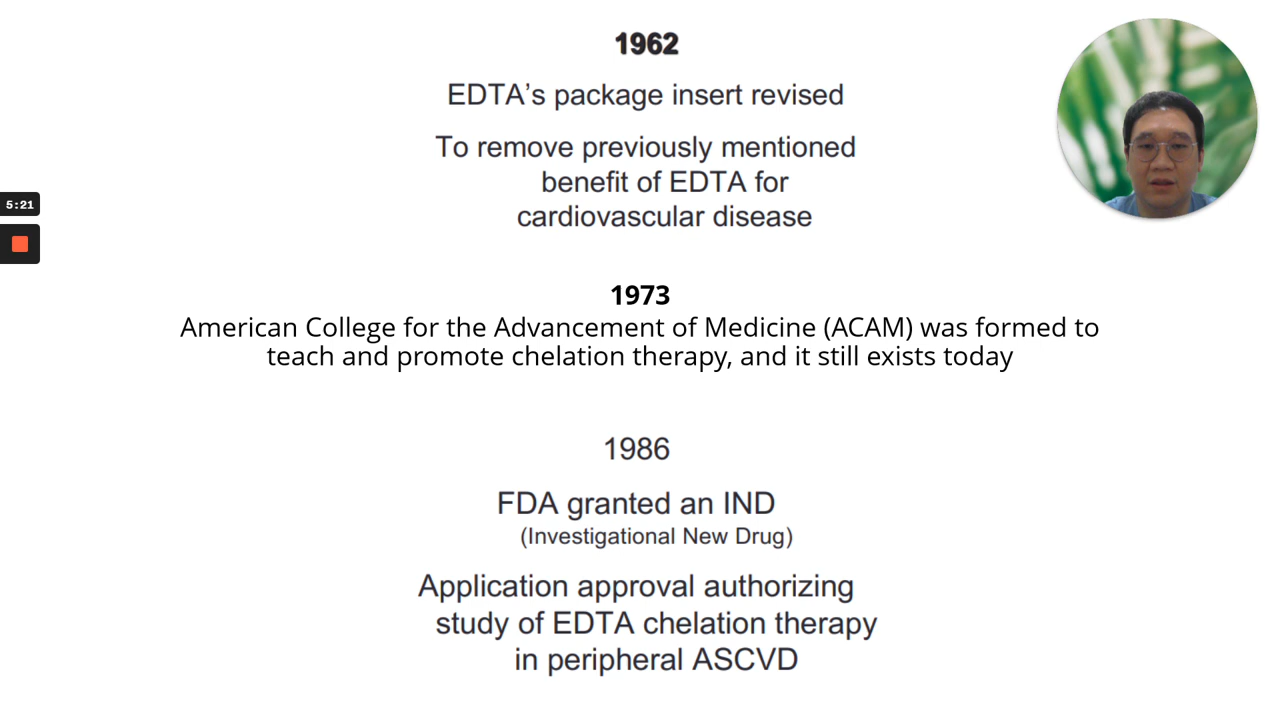 1962
EDTA’s package insert revised
To remove previously mentioned
benefit of EDTA for
cardiovascular disease
5:21
1973
American College for the Advancement of Medicine (ACAM) was formed to
teach and promote chelation therapy, and it still exists today
1986
FDA granted an IND
(Investigational New Drug)
Application approval authorizing
study of EDTA chelation therapy
in peripheral ASCVD